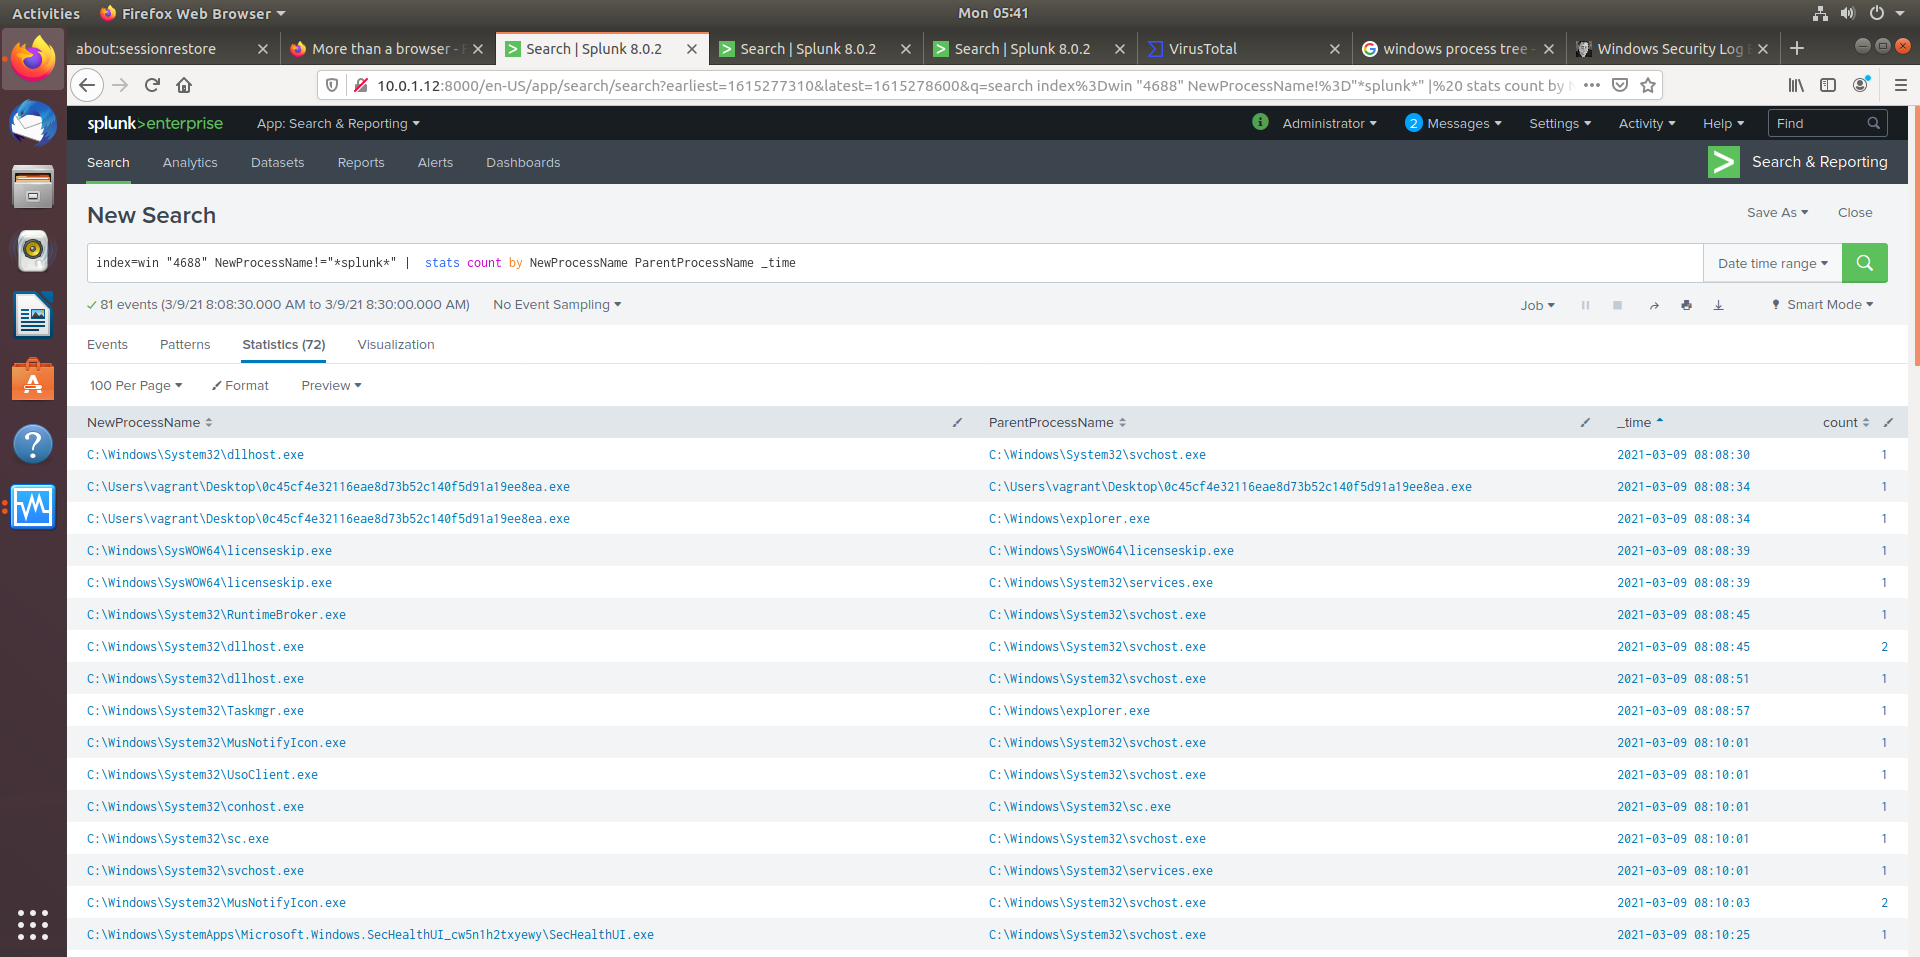 Activities Firefox Web Browser Mon 05:41
about:sessionrestore More than a browser - Search | Splunk 8.0.2 Search | Splunk 8.0.2 Search | Splunk 8.0.2 VirusTotal windows process tree - Windows Security Log
10.0.1.12:8000/en-US/app/search/search?earliest=1615277310&latest=1615278600&q=search index%3Dwin "4688" NewProcessName!%3D"*splunk*" |%20 stats count by
splunk>enterprise App: Search & Reporting Administrator 2 Messages Settings Activity Help Find
Search Analytics Datasets Reports Alerts Dashboards Search & Reporting
New Search Save As Close
index=win "4688" NewProcessName!="*splunk*" | stats count by NewProcessName ParentProcessName _time Date time range
81 events (3/9/21 8:08:30.000 AM to 3/9/21 8:30:00.000 AM) No Event Sampling Job Smart Mode
Events Patterns Statistics (72) Visualization
100 Per Page Format Preview
NewProcessName ParentProcessName _time count
C:\Windows\System32\dllhost.exe C:\Windows\System32\svchost.exe 2021-03-09 08:08:30 1
C:\Users\vagrant\Desktop\0c45cf4e32116eae8d73b52c140f5d91a19ee8ea.exe C:\Users\vagrant\Desktop\0c45cf4e32116eae8d73b52c140f5d91a19ee8ea.exe 2021-03-09 08:08:34 1
C:\Users\vagrant\Desktop\0c45cf4e32116eae8d73b52c140f5d91a19ee8ea.exe C:\Windows\explorer.exe 2021-03-09 08:08:34 1
C:\Windows\SysWOW64\licenseskip.exe C:\Windows\SysWOW64\licenseskip.exe 2021-03-09 08:08:39 1
C:\Windows\SysWOW64\licenseskip.exe C:\Windows\System32\services.exe 2021-03-09 08:08:39 1
C:\Windows\System32\RuntimeBroker.exe C:\Windows\System32\svchost.exe 2021-03-09 08:08:45 1
C:\Windows\System32\dllhost.exe C:\Windows\System32\svchost.exe 2021-03-09 08:08:45 2
C:\Windows\System32\dllhost.exe C:\Windows\System32\svchost.exe 2021-03-09 08:08:51 1
C:\Windows\System32\Taskmgr.exe C:\Windows\explorer.exe 2021-03-09 08:08:57 1
C:\Windows\System32\MusNotifyIcon.exe C:\Windows\System32\svchost.exe 2021-03-09 08:10:01 1
C:\Windows\System32\UsoClient.exe C:\Windows\System32\svchost.exe 2021-03-09 08:10:01 1
C:\Windows\System32\conhost.exe C:\Windows\System32\sc.exe 2021-03-09 08:10:01 1
C:\Windows\System32\sc.exe C:\Windows\System32\svchost.exe 2021-03-09 08:10:01 1
C:\Windows\System32\svchost.exe C:\Windows\System32\services.exe 2021-03-09 08:10:01 1
C:\Windows\System32\MusNotifyIcon.exe C:\Windows\System32\svchost.exe 2021-03-09 08:10:03 2
C:\Windows\SystemApps\Microsoft.Windows.SecHealthUI_cw5n1h2txyewy\SecHealthUI.exe C:\Windows\System32\svchost.exe 2021-03-09 08:10:25 1